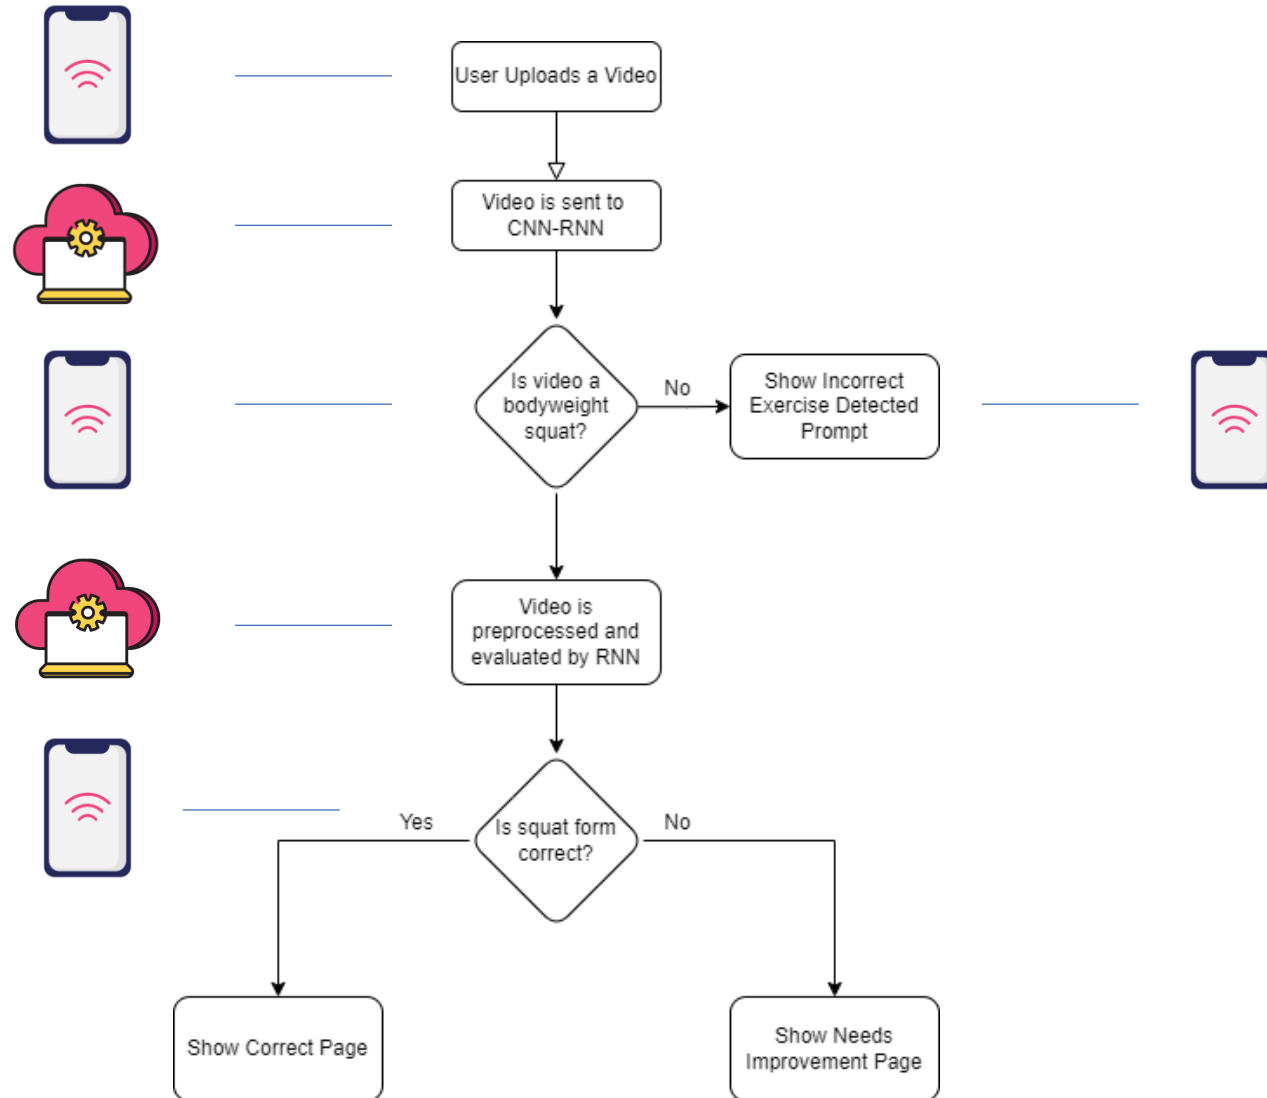 User Uploads a Video
Video is sent to
CNN-RNN
Is video a
bodyweight
squat?
No
Show Incorrect
Exercise Detected
Prompt
Video is
preprocessed and
evaluated by RNN
Yes
Is squat form
correct?
No
Show Correct Page
Show Needs
Improvement Page